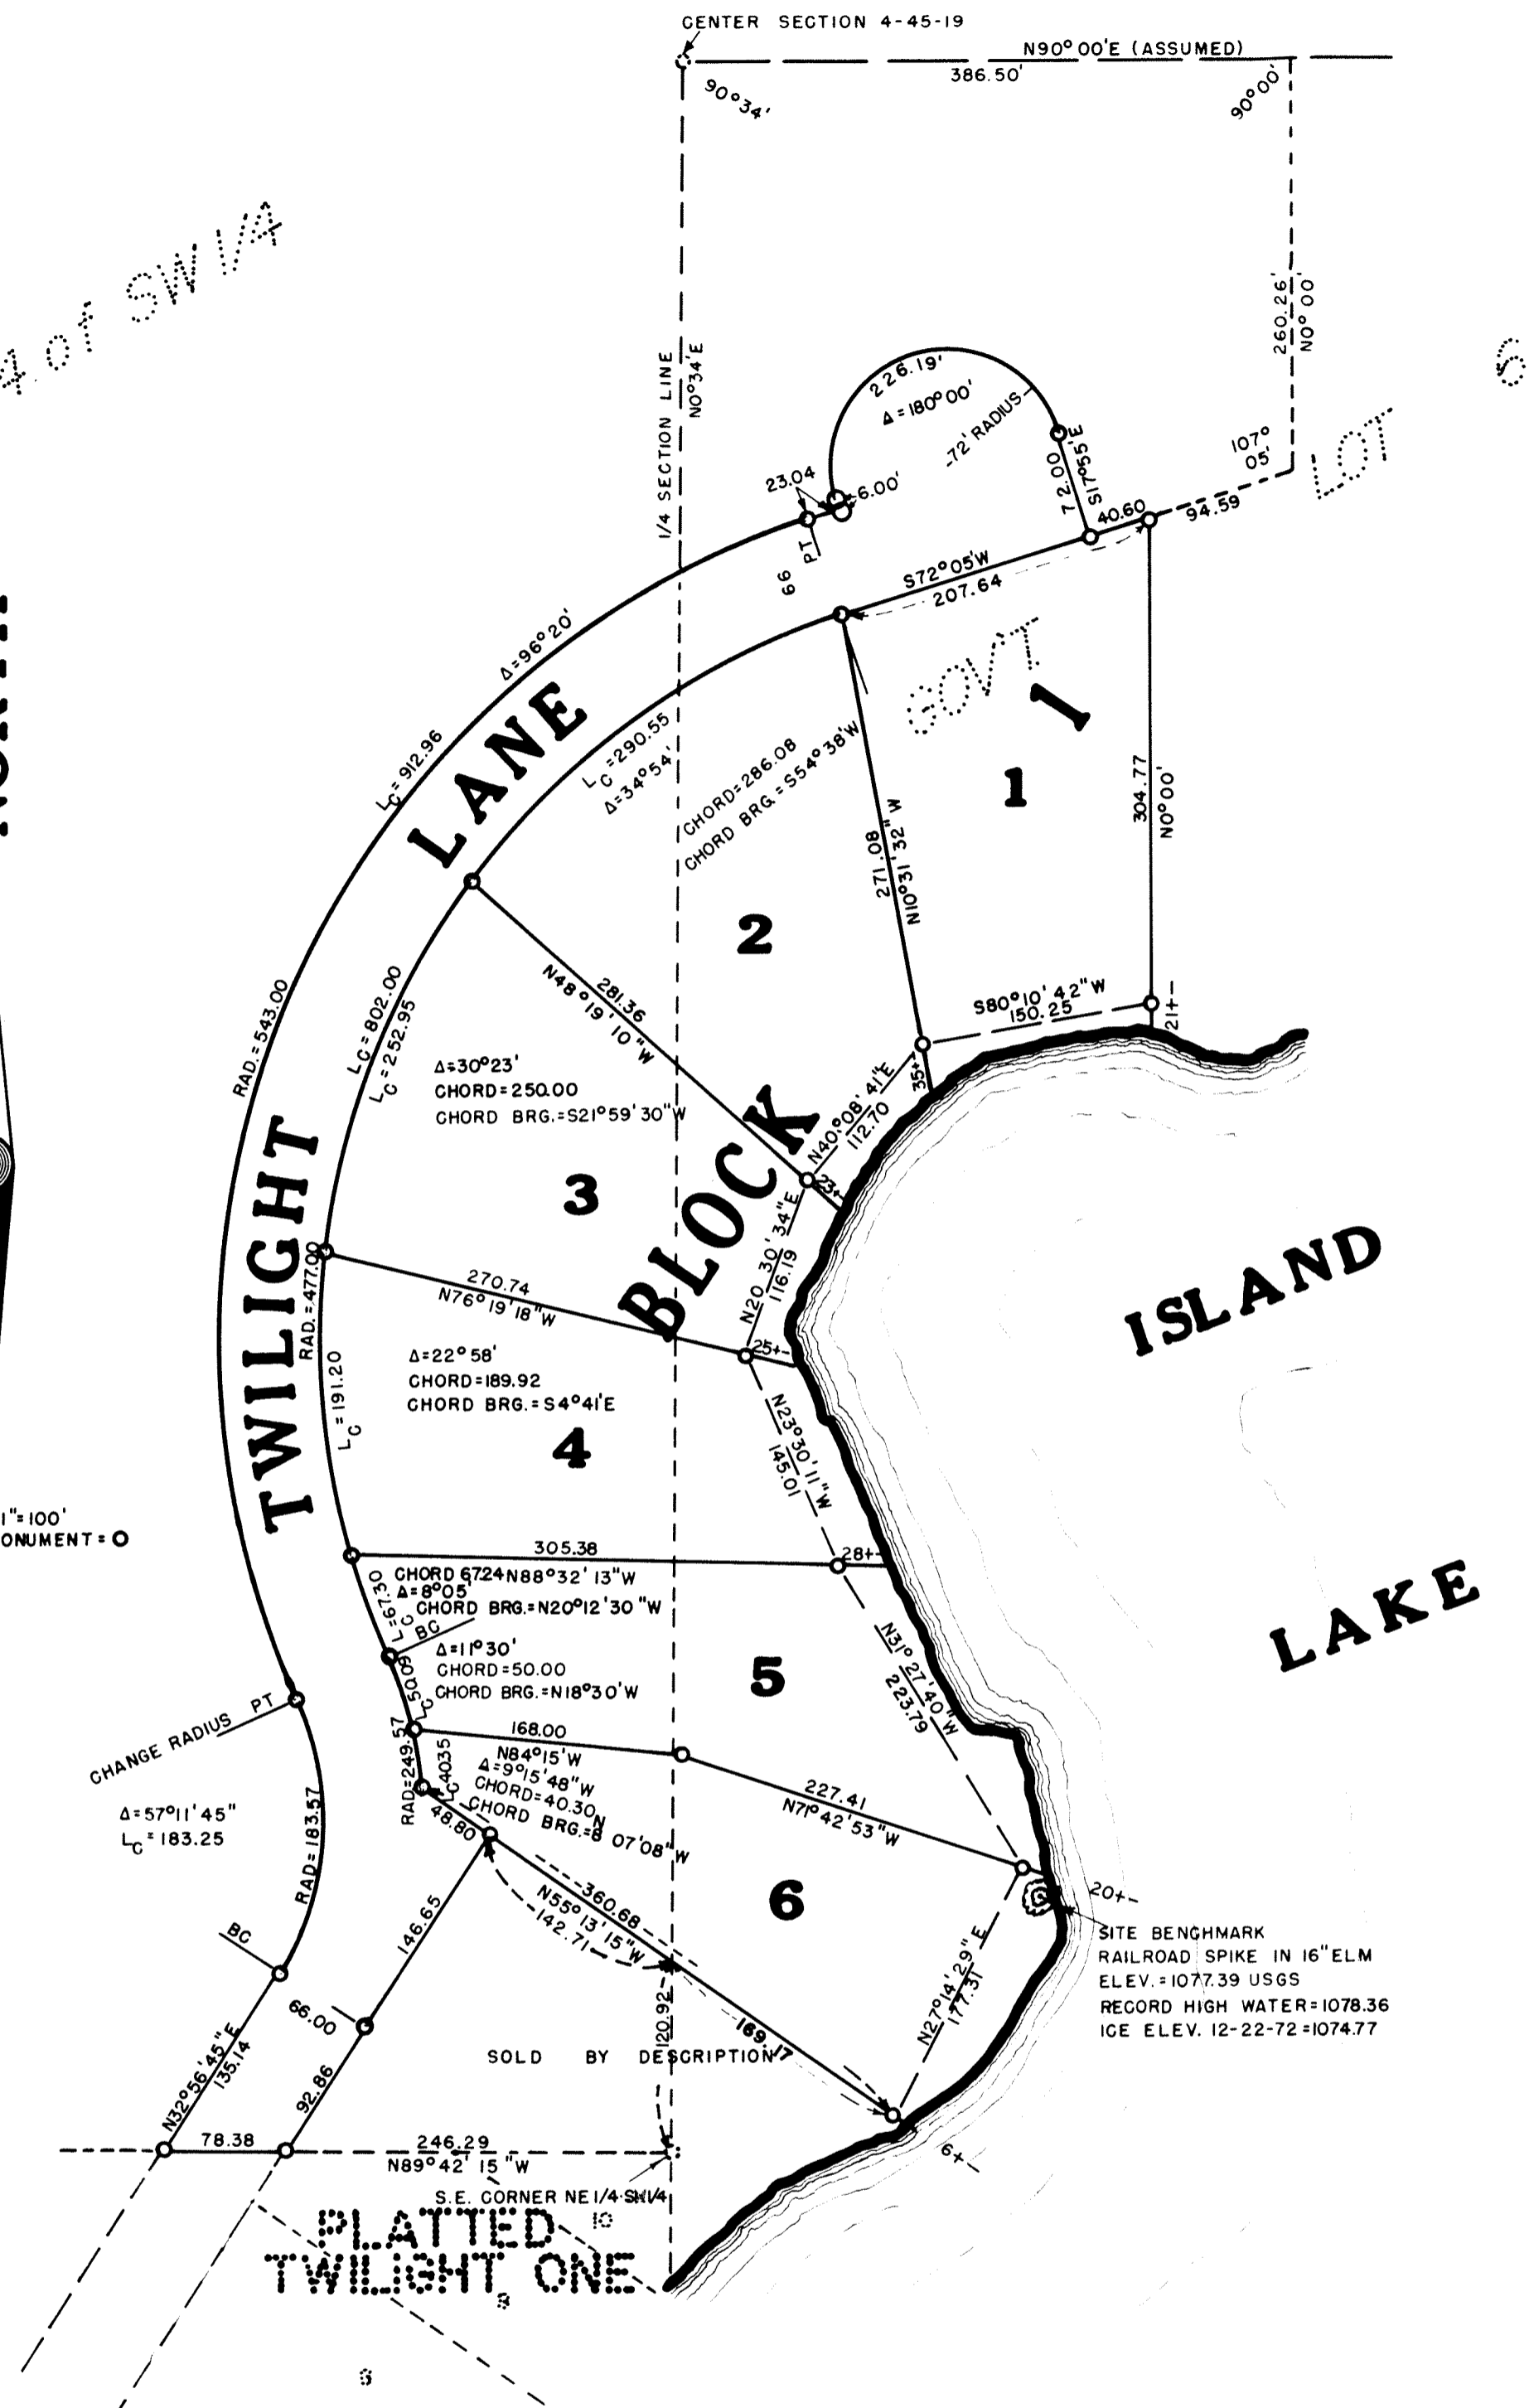 CENTER SECTION 4-45-19
N90°00'E (ASSUMED)
386.50'
90°34'
90°00'
4 of SW1/4
260.26'
N0°00'
1/4 SECTION LINE
N0°34'E
226.19'
Δ=180°00'
72' RADIUS
72.00
S17°55'E
107°
05'
LOT
6
23.04
6.00'
40.60
94.59
PT
66
S72°05'W
207.64
GOV'T
1
1
304.77
N0°00'
Δ=96°20'
LC=912.96
LANE
LC=290.55
Δ=34°54'
CHORD=286.08
CHORD BRG.=S54°38'W
271.08
N10°31'32"W
2
281.36
N48°19'10"W
S80°10'42"W
150.25
21+-
35+-
RAD.=543.00
LC=802.00
LC=252.95
Δ=30°23'
CHORD=250.00
CHORD BRG.=S21°59'30"W
N40°08'41"E
112.70
23+-
3
BLOCK
TWILIGHT
RAD.=477.00
270.74
N76°19'18"W
N20 30'34"E
116.19
25+-
ISLAND
LAKE
LC=191.20
Δ=22°58'
CHORD=189.92
CHORD BRG.=S4°41'E
4
N23°30'11"W
145.01
1"=100'
ONUMENT=O
305.38
28+-
CHORD 67.24 N88°32'13"W
Δ=8°05'
CHORD BRG.=N20°12'30"W
LC=67.30
BC
Δ=11°30'
CHORD=50.00
CHORD BRG.=N18°30'W
LC 50.09
5
N31°27'40"W
223.79
168.00
N84°15'W
CHANGE RADIUS PT
RAD=249.57
LC 40.35
Δ=9°15'48"W
CHORD=40.30
CHORD BRG.=N8 07'08"W
227.41
N71°42'53"W
48.80
Δ=57°11'45"
LC=183.25
RAD=183.57
6
360.68
N55°13'15"W
142.71
20+-
SITE BENCHMARK
RAILROAD SPIKE IN 16"ELM
ELEV.=1077.39 USGS
RECORD HIGH WATER=1078.36
ICE ELEV. 12-22-72=1074.77
BC
146.65
66.00
N27°14'29"E
177.31
N32°56'45"E
135.14
92.86
120.92
169.17
SOLD BY DESCRIPTION
78.38
246.29
N89°42'15"W
6+-
S.E. CORNER NE1/4 SW1/4
PLATTED
TWILIGHT ONE
10
9